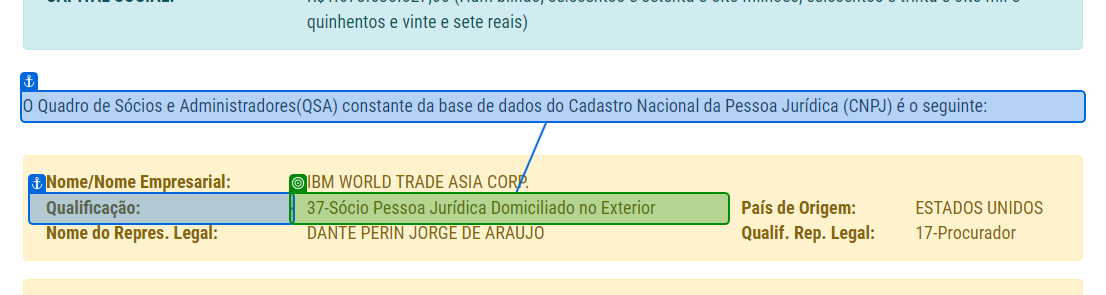 quinhentos e vinte e sete reais)
O Quadro de Sócios e Administradores(QSA) constante da base de dados do Cadastro Nacional da Pessoa Jurídica (CNPJ) é o seguinte:
Nome/Nome Empresarial: IBM WORLD TRADE ASIA CORP.
Qualificação: 37-Sócio Pessoa Jurídica Domiciliado no Exterior País de Origem: ESTADOS UNIDOS
Nome do Repres. Legal: DANTE PERIN JORGE DE ARAUJO Qualif. Rep. Legal: 17-Procurador